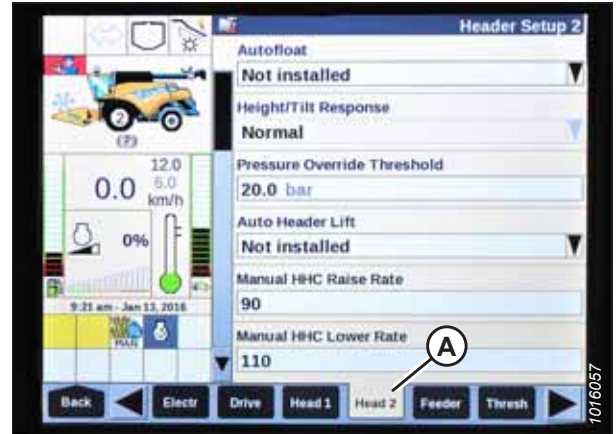 Header Setup 2
Autofloat
Not installed
Height/Tilt Response
Normal
Pressure Override Threshold
20.0 bar
Auto Header Lift
Not installed
Manual HHC Raise Rate
90
Manual HHC Lower Rate
110
2
12.0
0.0 6.0
km/h
0%
9:21 am - Jan 13, 2016
MAN
A
Back Electr Drive Head 1 Head 2 Feeder Thresh
1016057